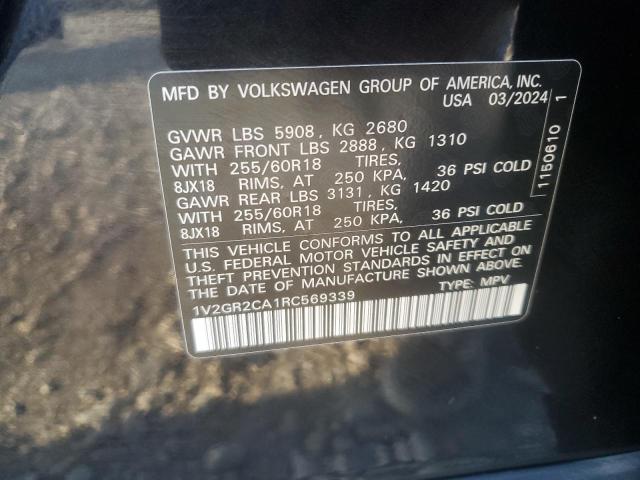 MFD BY VOLKSWAGEN GROUP OF AMERICA, INC.
USA 03/2024
GVWR LBS 5908, KG 2680
GAWR FRONT LBS 2888, KG 1310
WITH 255/60R18 TIRES,
8JX18 RIMS, AT 250 KPA, 36 PSI COLD
GAWR REAR LBS 3131, KG 1420
WITH 255/60R18 TIRES,
8JX18 RIMS, AT 250 KPA, 36 PSI COLD
THIS VEHICLE CONFORMS TO ALL APPLICABLE
U.S. FEDERAL MOTOR VEHICLE SAFETY AND
THEFT PREVENTION STANDARDS IN EFFECT ON
THE DATE OF MANUFACTURE SHOWN ABOVE.
1V2GR2CA1RC569339 TYPE: MPV
1150610 1